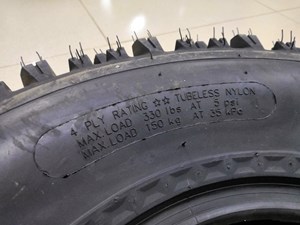 4 PLY RATING ☆☆ TUBELESS NYLON
MAX.LOAD 330 lbs AT 5 psi
MAX.LOAD 150 kg AT 35 kPa